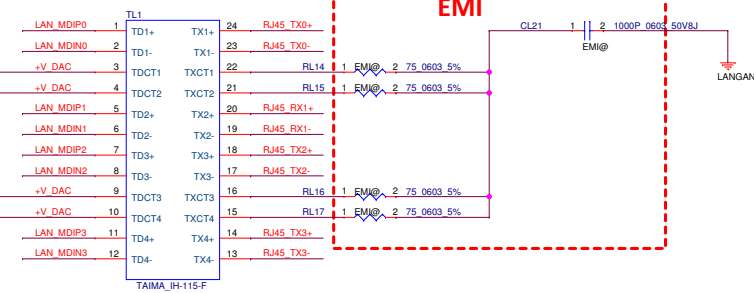 EMI
TL1
LAN_MDIP0 1 TD1+ TX1+ 24 RJ45_TX0+
LAN_MDIN0 2 TD1- TX1- 23 RJ45_TX0-
+V_DAC 3 TDCT1 TXCT1 22 RL14 1 EMI@ 2 75_0603_5%
+V_DAC 4 TDCT2 TXCT2 21 RL15 1 EMI@ 2 75_0603_5%
LAN_MDIP1 5 TD2+ TX2+ 20 RJ45_RX1+
LAN_MDIN1 6 TD2- TX2- 19 RJ45_RX1-
LAN_MDIP2 7 TD3+ TX3+ 18 RJ45_TX2+
LAN_MDIN2 8 TD3- TX3- 17 RJ45_TX2-
+V_DAC 9 TDCT3 TXCT3 16 RL16 1 EMI@ 2 75_0603_5%
+V_DAC 10 TDCT4 TXCT4 15 RL17 1 EMI@ 2 75_0603_5%
LAN_MDIP3 11 TD4+ TX4+ 14 RJ45_TX3+
LAN_MDIN3 12 TD4- TX4- 13 RJ45_TX3-
TAIMA_IH-115-F
CL21 1 2 1000P_0603_50V8J
EMI@
LANGAN